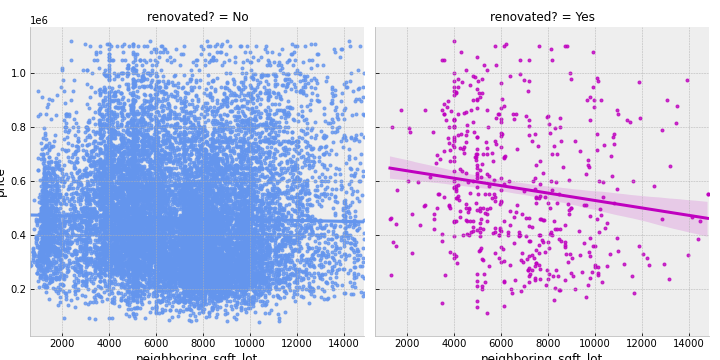 renovated? = No
renovated? = Yes
1e6
1.0
0.8
0.6
0.4
0.2
price
2000 4000 6000 8000 10000 12000 14000
2000 4000 6000 8000 10000 12000 14000
neighboring_sqft_lot
neighboring_sqft_lot